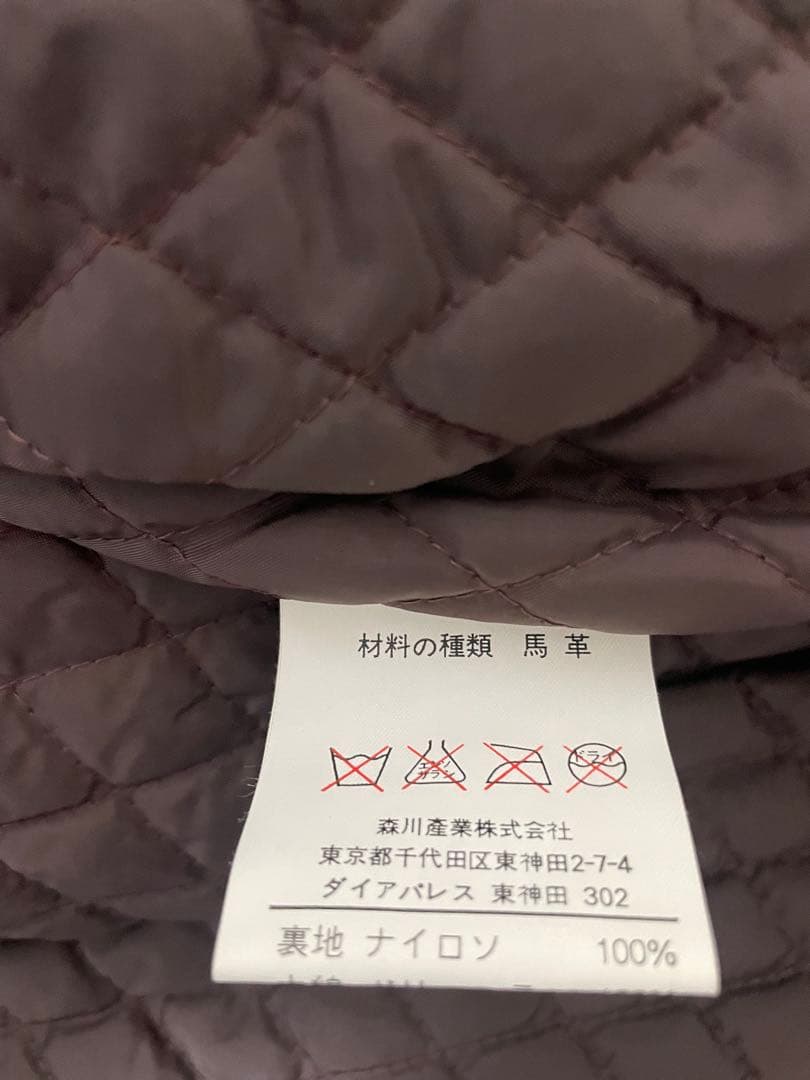 材料の種類 馬 革
エンソ
サラシ
ドライ
森川産業株式会社
東京都千代田区東神田2-7-4
ダイアパレス 東神田 302
裏地 ナイロソ 100%